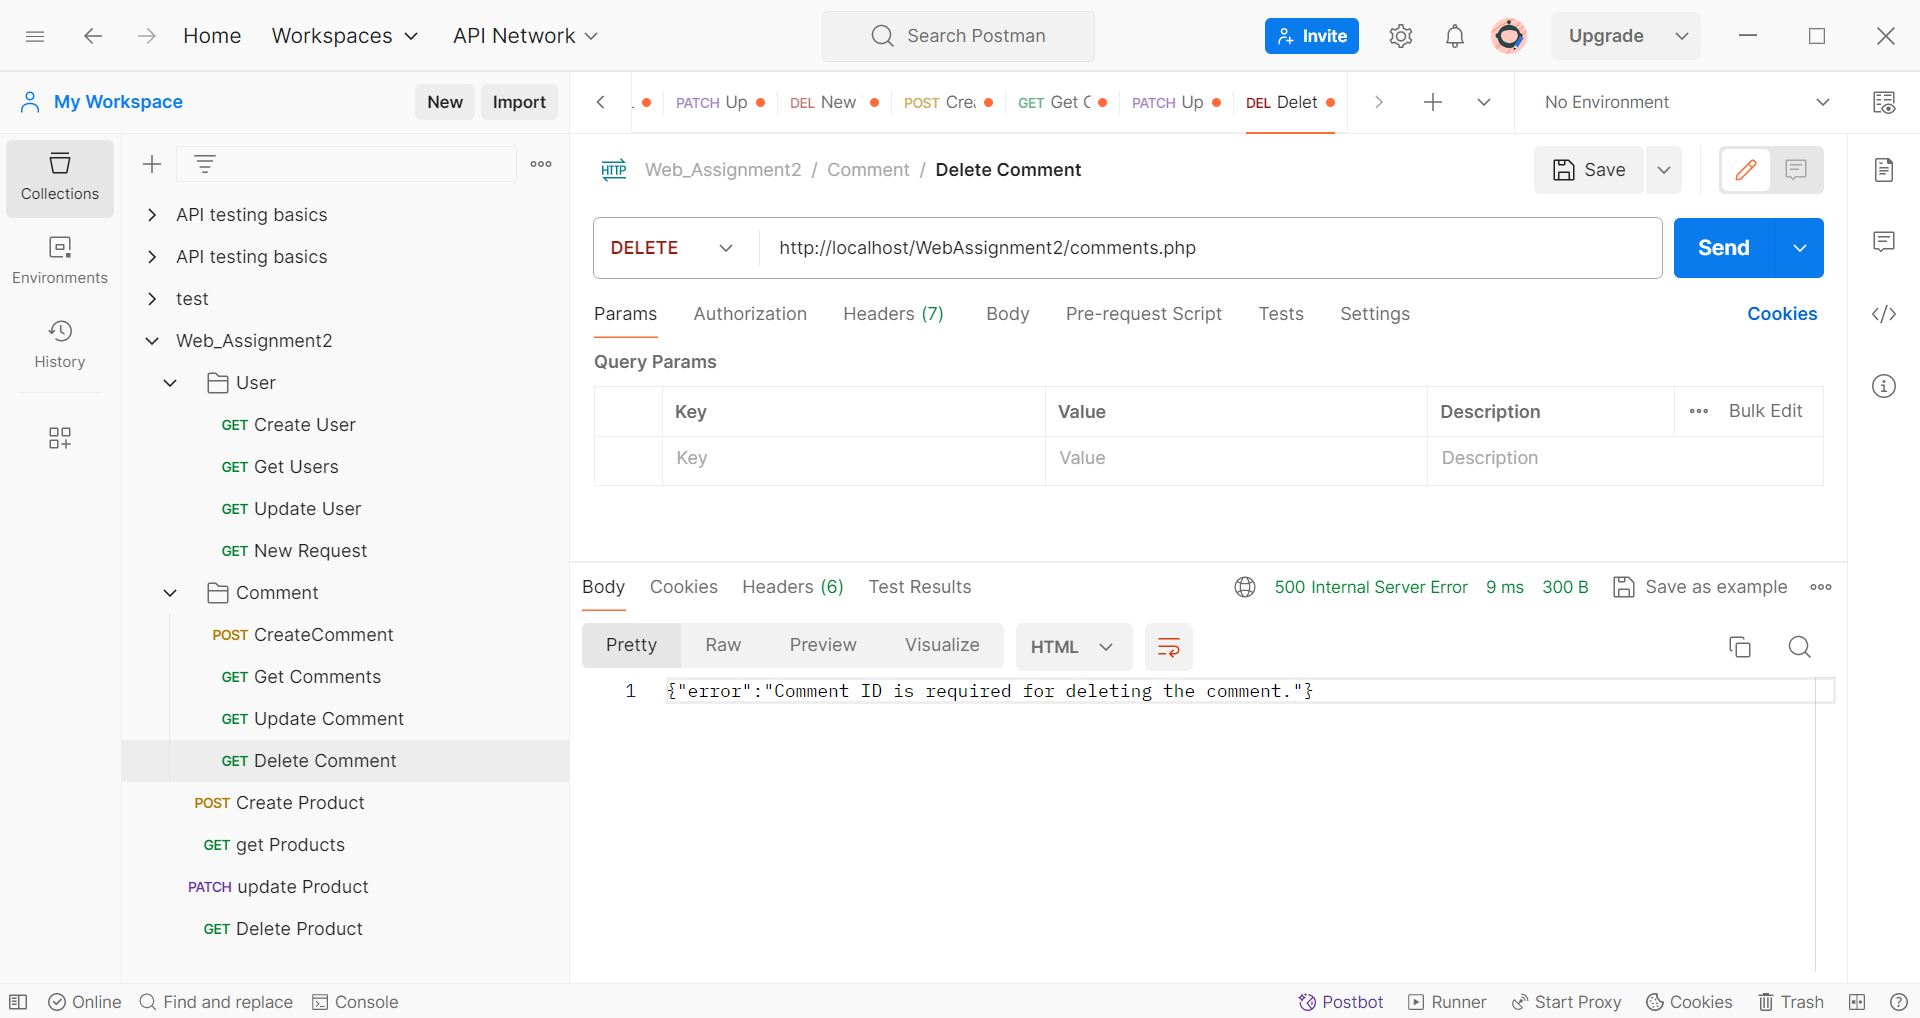 Home Workspaces API Network Search Postman Invite Upgrade
My Workspace New Import
. PATCH Up DEL New POST Cre GET Get C PATCH Up DEL Delet No Environment
Collections
Environments
History
API testing basics
API testing basics
test
Web_Assignment2
User
GET Create User
GET Get Users
GET Update User
GET New Request
Comment
POST CreateComment
GET Get Comments
GET Update Comment
GET Delete Comment
POST Create Product
GET get Products
PATCH update Product
GET Delete Product
HTTP Web_Assignment2 / Comment / Delete Comment Save
DELETE http://localhost/WebAssignment2/comments.php Send
Params Authorization Headers (7) Body Pre-request Script Tests Settings Cookies
Query Params
Key Value Description Bulk Edit
Key Value Description
Body Cookies Headers (6) Test Results 500 Internal Server Error 9 ms 300 B Save as example
Pretty Raw Preview Visualize HTML
1 {"error":"Comment ID is required for deleting the comment."}
Online Find and replace Console Postbot Runner Start Proxy Cookies Trash